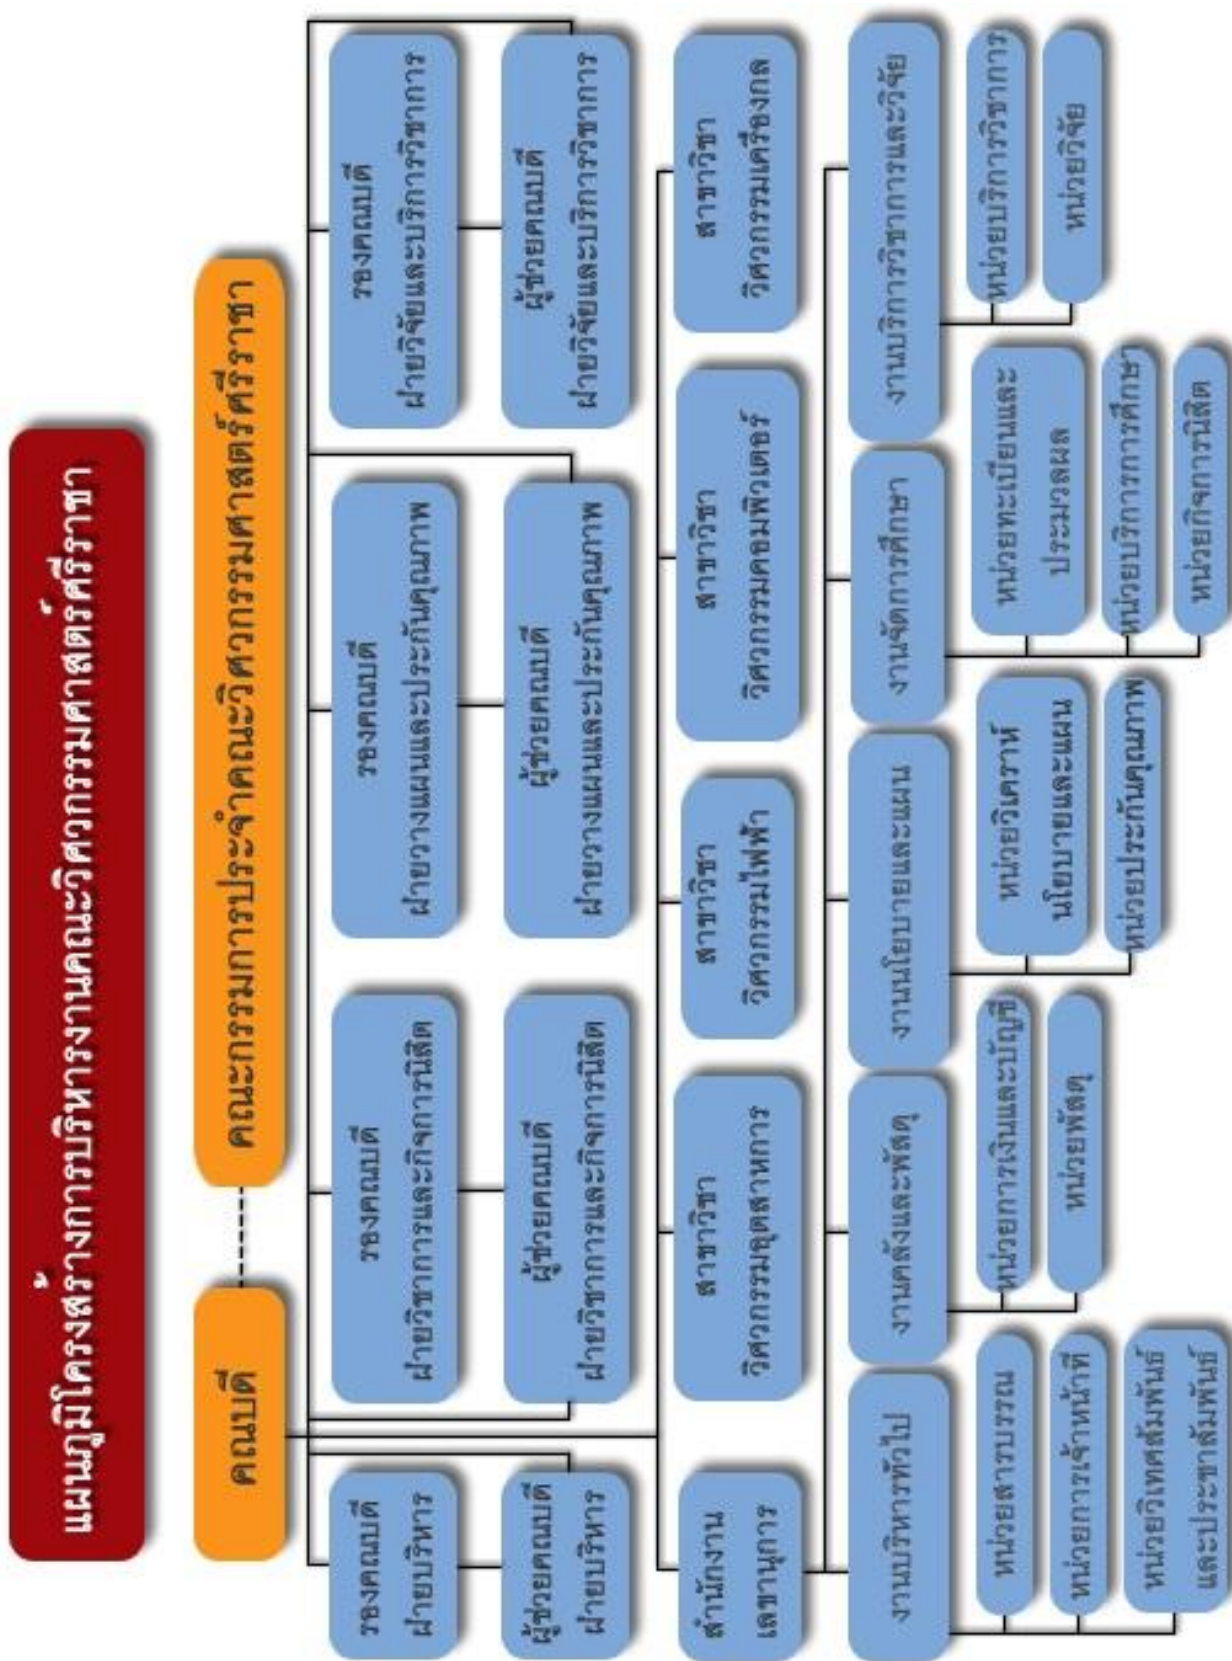 แผนภูมิโครงสร้างการบริหารงานคณะวิศวกรรมศาสตร์ศรีราชา
คณบดี
คณะกรรมการประจำคณะวิศวกรรมศาสตร์ศรีราชา
รองคณบดี
ฝ่ายบริหาร
รองคณบดี
ฝ่ายวิชาการและกิจการนิสิต
รองคณบดี
ฝ่ายวางแผนและประกันคุณภาพ
รองคณบดี
ฝ่ายวิจัยและบริการวิชาการ
ผู้ช่วยคณบดี
ฝ่ายบริหาร
ผู้ช่วยคณบดี
ฝ่ายวิชาการและกิจการนิสิต
ผู้ช่วยคณบดี
ฝ่ายวางแผนและประกันคุณภาพ
ผู้ช่วยคณบดี
ฝ่ายวิจัยและบริการวิชาการ
สำนักงาน
เลขานุการ
สาขาวิชา
วิศวกรรมอุตสาหการ
สาขาวิชา
วิศวกรรมไฟฟ้า
สาขาวิชา
วิศวกรรมคอมพิวเตอร์
สาขาวิชา
วิศวกรรมเครื่องกล
งานบริหารทั่วไป
หน่วยสารบรรณ
หน่วยการเจ้าหน้าที่
หน่วยวิเทศสัมพันธ์
และประชาสัมพันธ์
งานคลังและพัสดุ
หน่วยการเงินและบัญชี
หน่วยพัสดุ
งานนโยบายและแผน
หน่วยวิเคราห์
นโยบายและแผน
หน่วยประกันคุณภาพ
งานจัดการศึกษา
หน่วยทะเบียนและ
ประมวลผล
หน่วยบริการการศึกษา
หน่วยกิจการนิสิต
งานบริการวิชาการและวิจัย
หน่วยบริการวิชาการ
หน่วยวิจัย